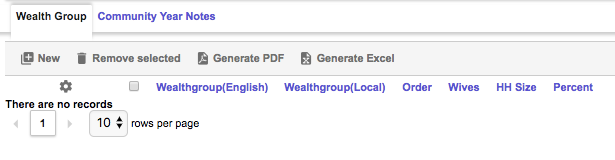 Wealth Group Community Year Notes
New Remove selected Generate PDF Generate Excel
Wealthgroup(English) Wealthgroup(Local) Order Wives HH Size Percent
There are no records
1 10 rows per page